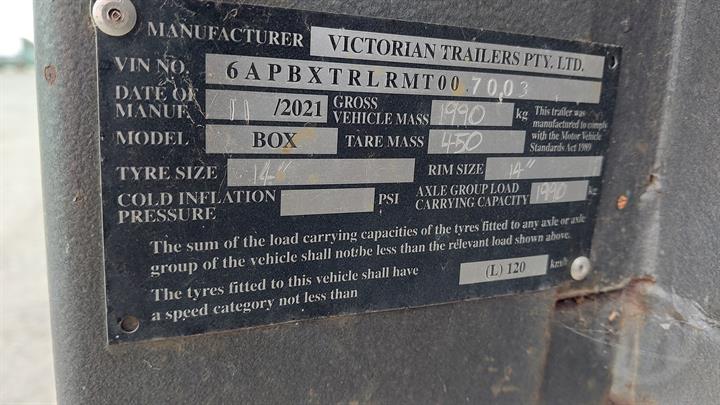 MANUFACTURER VICTORIAN TRAILERS PTY. LTD.
VIN NO. 6APBXTRLRMT007003
DATE OF MANUF. 11 /2021 GROSS VEHICLE MASS 1990 kg
This trailer was
manufactured to comply
with the Motor Vehicle
Standards Act 1989
MODEL BOX TARE MASS 450
TYRE SIZE 14" RIM SIZE 14"
COLD INFLATION PRESSURE PSI AXLE GROUP LOAD CARRYING CAPACITY 1990 kg
The sum of the load carrying capacities of the tyres fitted to any axle or axle
group of the vehicle shall not be less than the relevant load shown above.
The tyres fitted to this vehicle shall have
a speed category not less than (L) 120 km/h